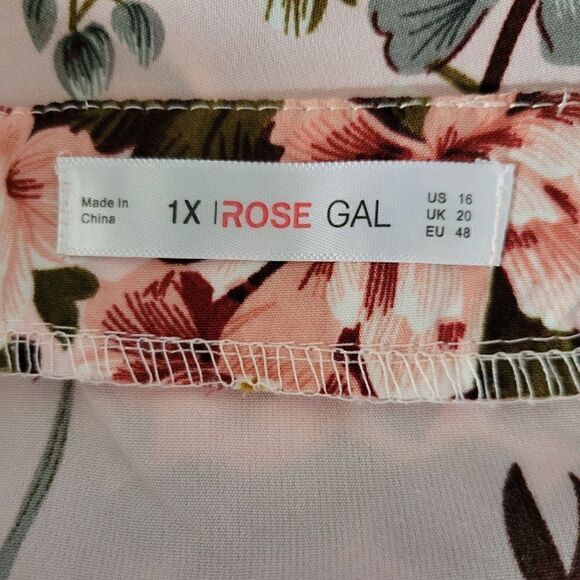 Made In
China
1X | ROSE GAL
US 16
UK 20
EU 48